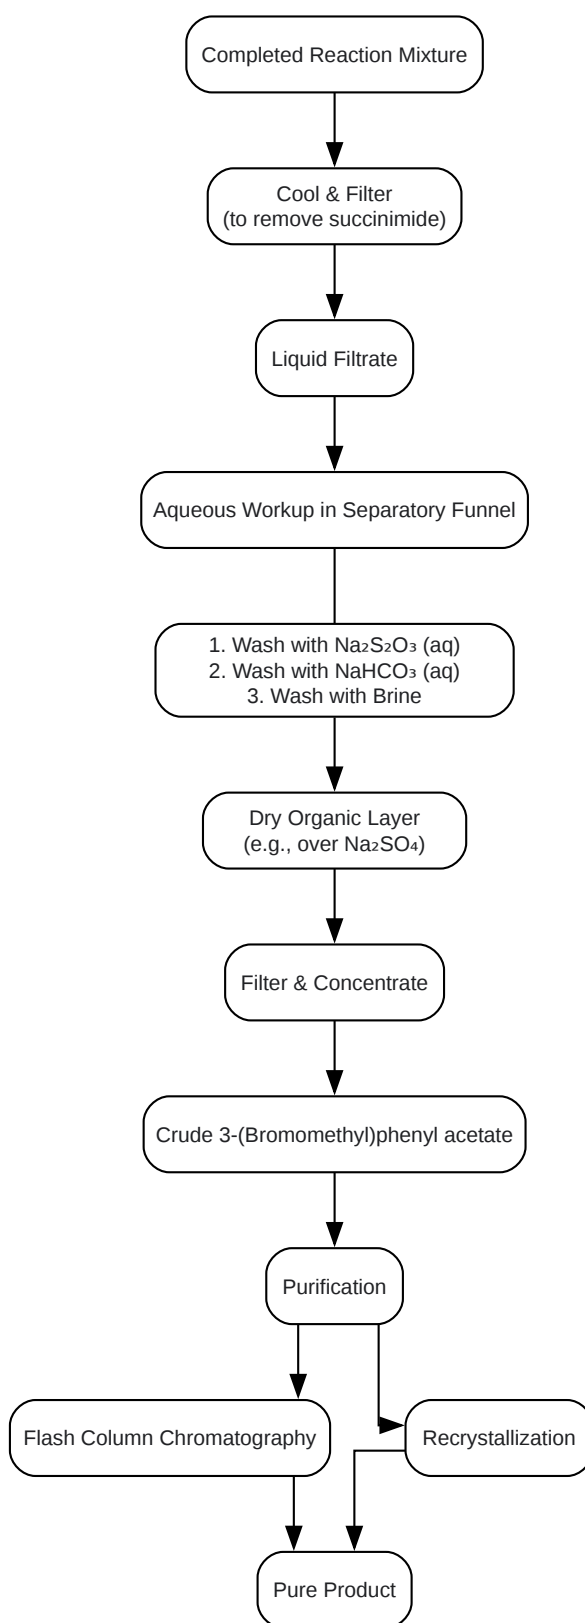 Completed Reaction Mixture
Cool & Filter
(to remove succinimide)
Liquid Filtrate
Aqueous Workup in Separatory Funnel
1. Wash with Na₂S₂O₃ (aq)
2. Wash with NaHCO₃ (aq)
3. Wash with Brine
Dry Organic Layer
(e.g., over Na₂SO₄)
Filter & Concentrate
Crude 3-(Bromomethyl)phenyl acetate
Purification
Flash Column Chromatography
Recrystallization
Pure Product